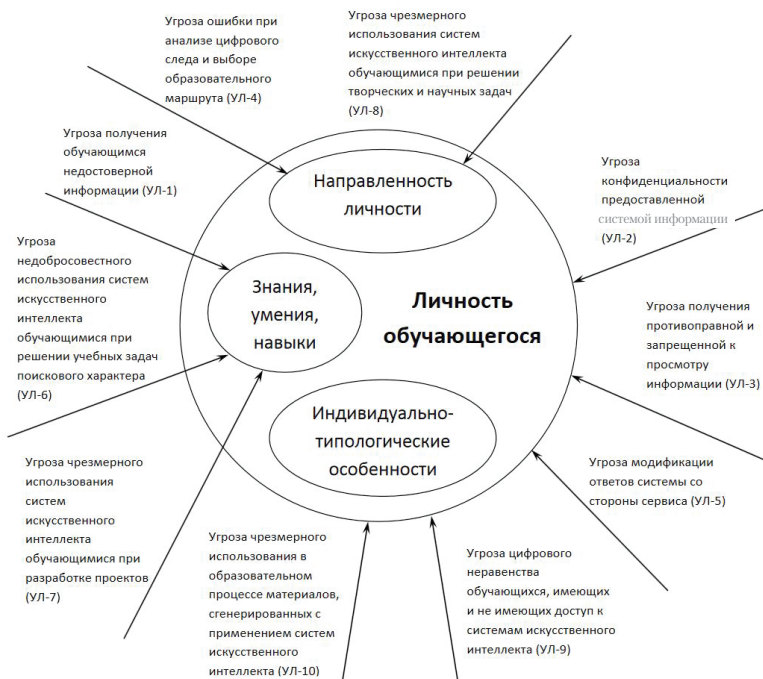 Угроза ошибки при
анализе цифрового
следа и выборе
образовательного
маршрута (УЛ-4)
Угроза чрезмерного
использования систем
искусственного интеллекта
обучающимися при решении
творческих и научных задач
(УЛ-8)
Угроза получения
обучающимся
недостоверной
информации (УЛ-1)
Направленность
личности
Угроза
конфиденциальности
предоставленной
системой информации
(УЛ-2)
Угроза
недобросовестного
использования систем
искусственного
интеллекта
обучающимися при
решении учебных задач
поискового характера
(УЛ-6)
Знания,
умения,
навыки
Личность
обучающегося
Угроза получения
противоправной и
запрещенной к
просмотру
информации (УЛ-3)
Индивидуально-
типологические
особенности
Угроза модификации
ответов системы со
стороны сервиса (УЛ-5)
Угроза чрезмерного
использования
систем
искусственного
интеллекта
обучающимися при
разработке проектов
(УЛ-7)
Угроза чрезмерного
использования в
образовательном
процессе материалов,
сгенерированных с
применением систем
искусственного
интеллекта (УЛ-10)
Угроза цифрового
неравенства
обучающихся, имеющих
и не имеющих доступ к
системам искусственного
интеллекта (УЛ-9)